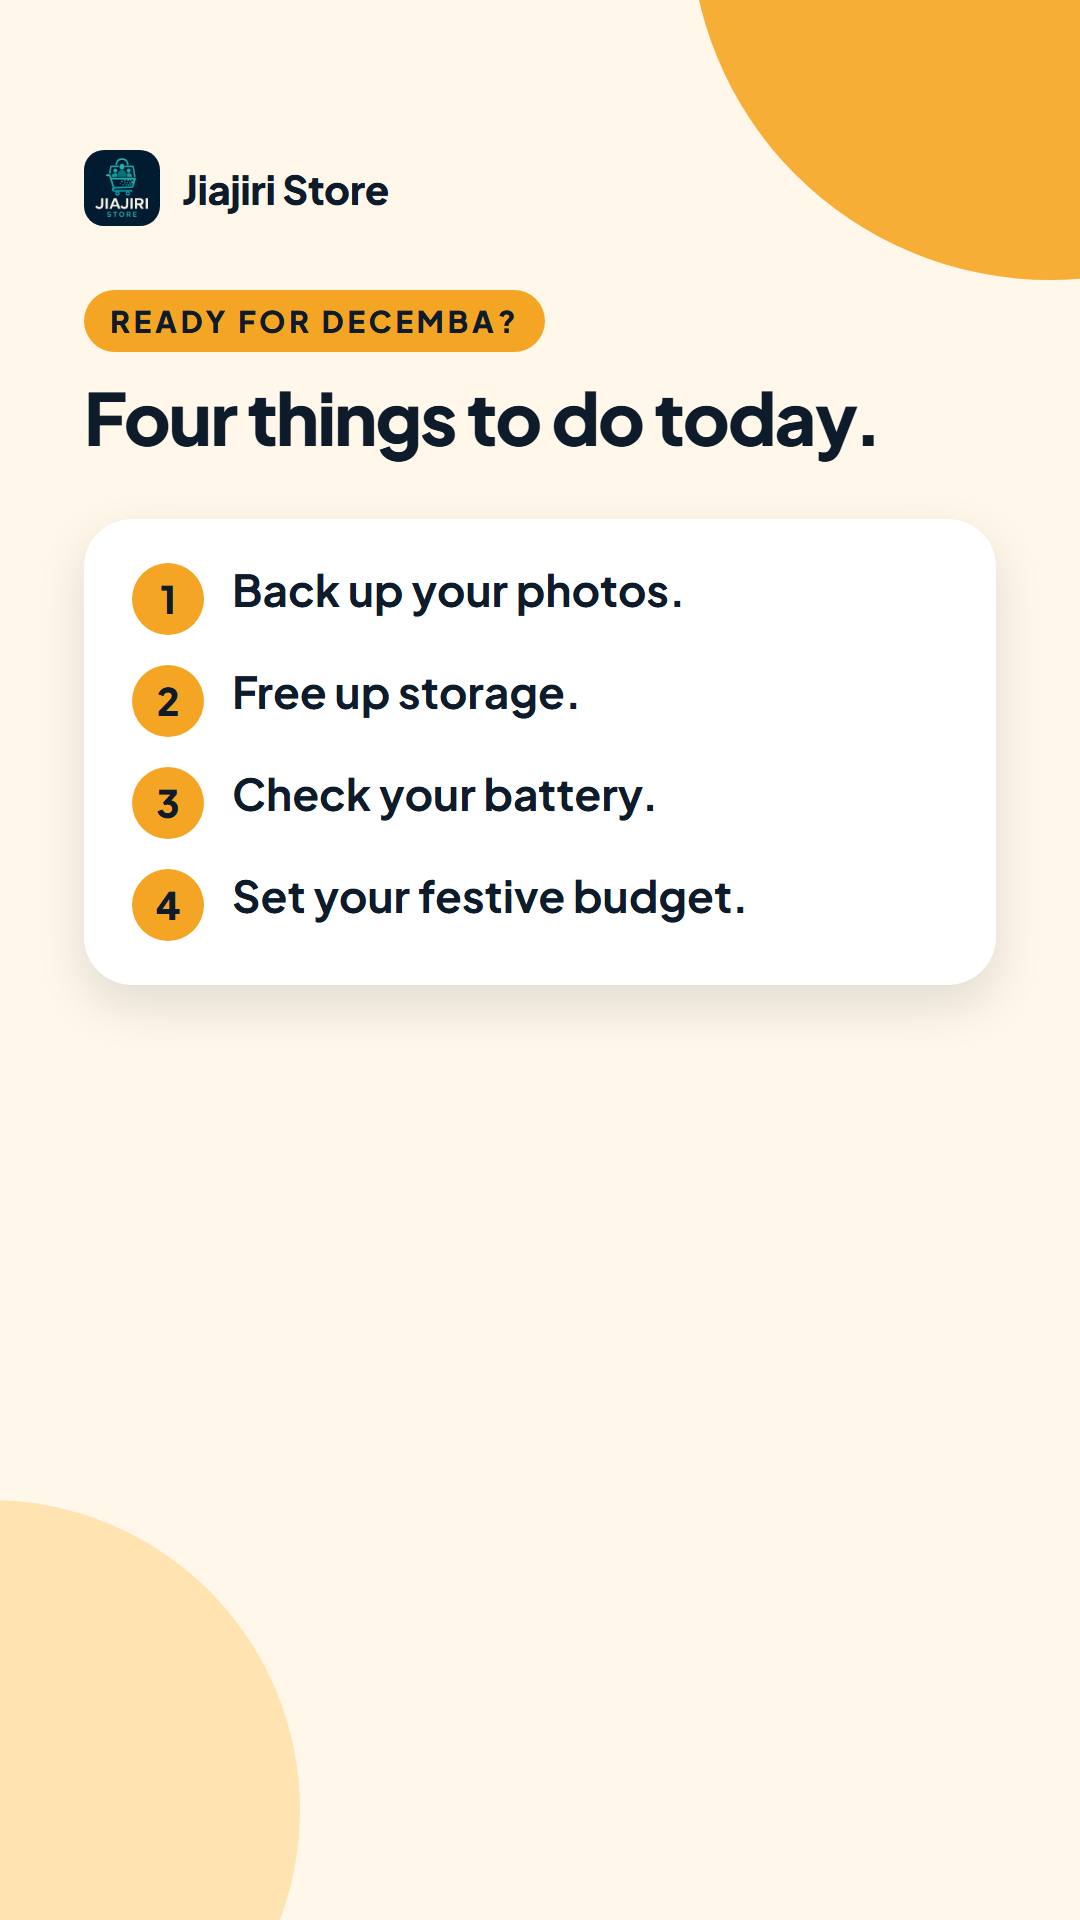 JIAJIRI
STORE
Jiajiri Store
READY FOR DECEMBA?
Four things to do today.
1 Back up your photos.
2 Free up storage.
3 Check your battery.
4 Set your festive budget.